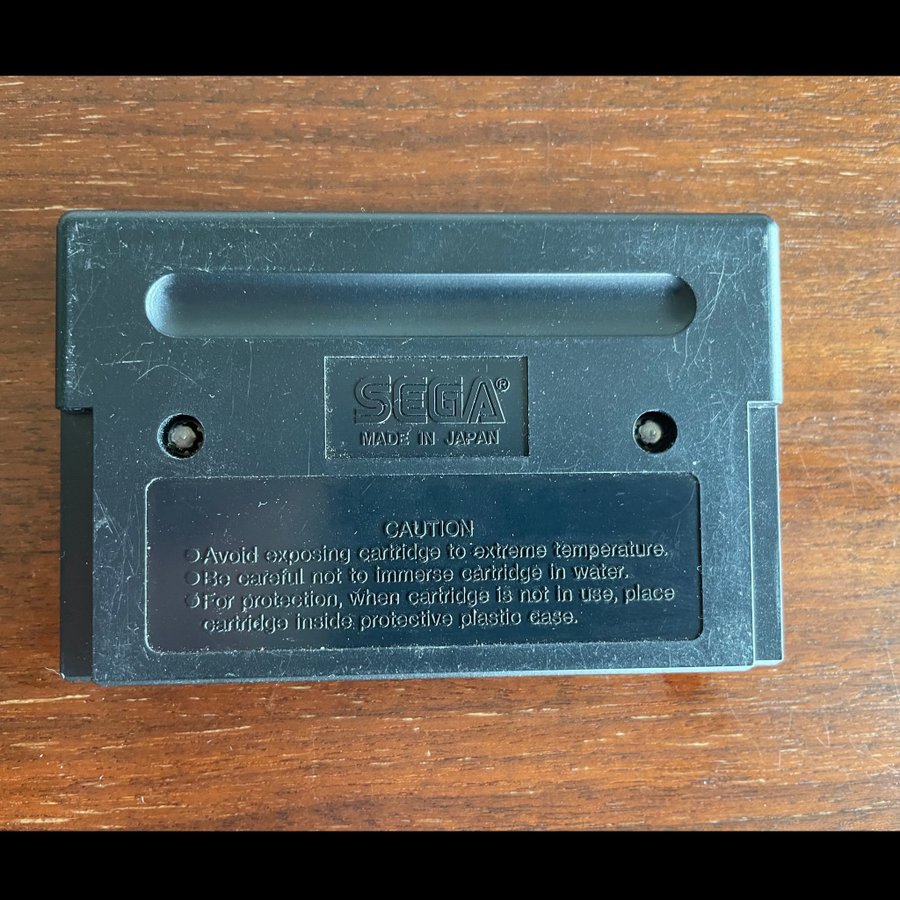 SEGA®
MADE IN JAPAN
CAUTION
●Avoid exposing cartridge to extreme temperature.
●Be careful not to immerse cartridge in water.
●For protection, when cartridge is not in use, place
cartridge inside protective plastic case.